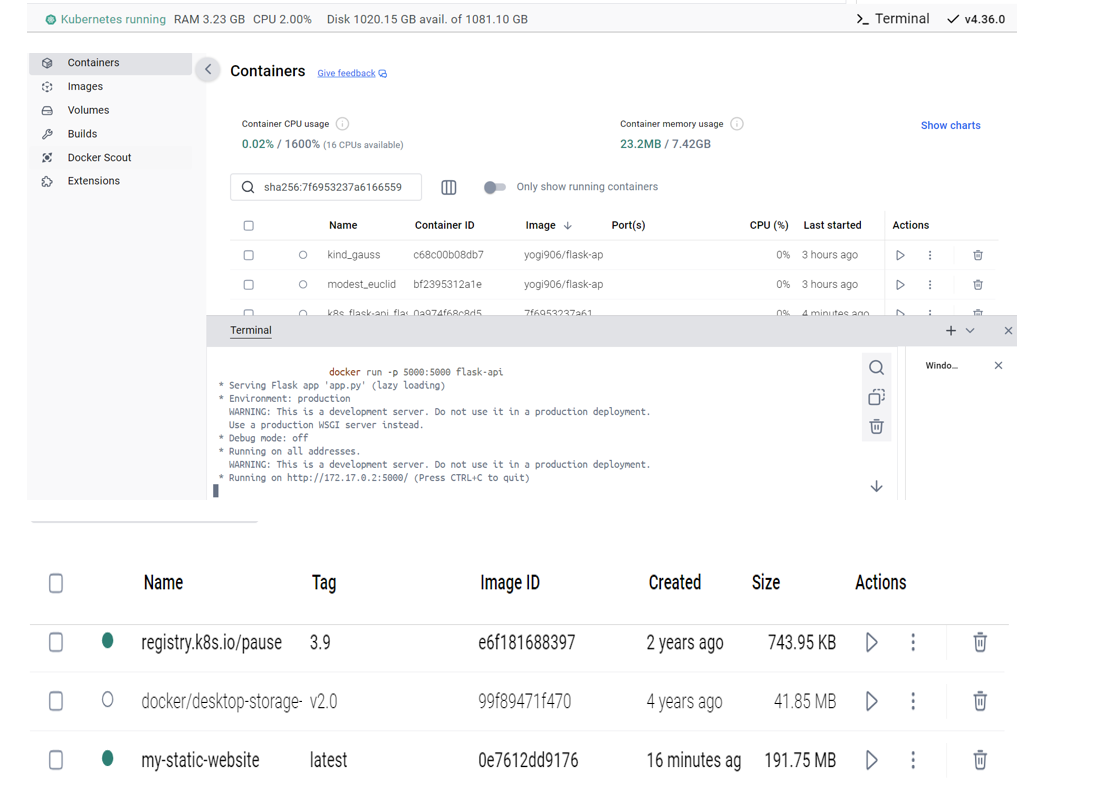 Kubernetes running RAM 3.23 GB CPU 2.00% Disk 1020.15 GB avail. of 1081.10 GB >_ Terminal v4.36.0
Containers
Images
Volumes
Builds
Docker Scout
Extensions
Containers Give feedback
Container CPU usage
0.02% / 1600% (16 CPUs available)
Container memory usage
23.2MB / 7.42GB
Show charts
sha256:7f6953237a6166559
Only show running containers
Name Container ID Image Port(s) CPU (%) Last started Actions
kind_gauss c68c00b08db7 yogi906/flask-ap 0% 3 hours ago
modest_euclid bf2395312a1e yogi906/flask-ap 0% 3 hours ago
k8s_flask-api_flas 0a974f68c8d5 7f6953237a61 0% 4 minutes ago
Terminal
Windo...
docker run -p 5000:5000 flask-api
* Serving Flask app 'app.py' (lazy loading)
* Environment: production
WARNING: This is a development server. Do not use it in a production deployment.
Use a production WSGI server instead.
* Debug mode: off
* Running on all addresses.
WARNING: This is a development server. Do not use it in a production deployment.
* Running on http://172.17.0.2:5000/ (Press CTRL+C to quit)
Name Tag Image ID Created Size Actions
registry.k8s.io/pause 3.9 e6f181688397 2 years ago 743.95 KB
docker/desktop-storage- v2.0 99f89471f470 4 years ago 41.85 MB
my-static-website latest 0e7612dd9176 16 minutes ag 191.75 MB